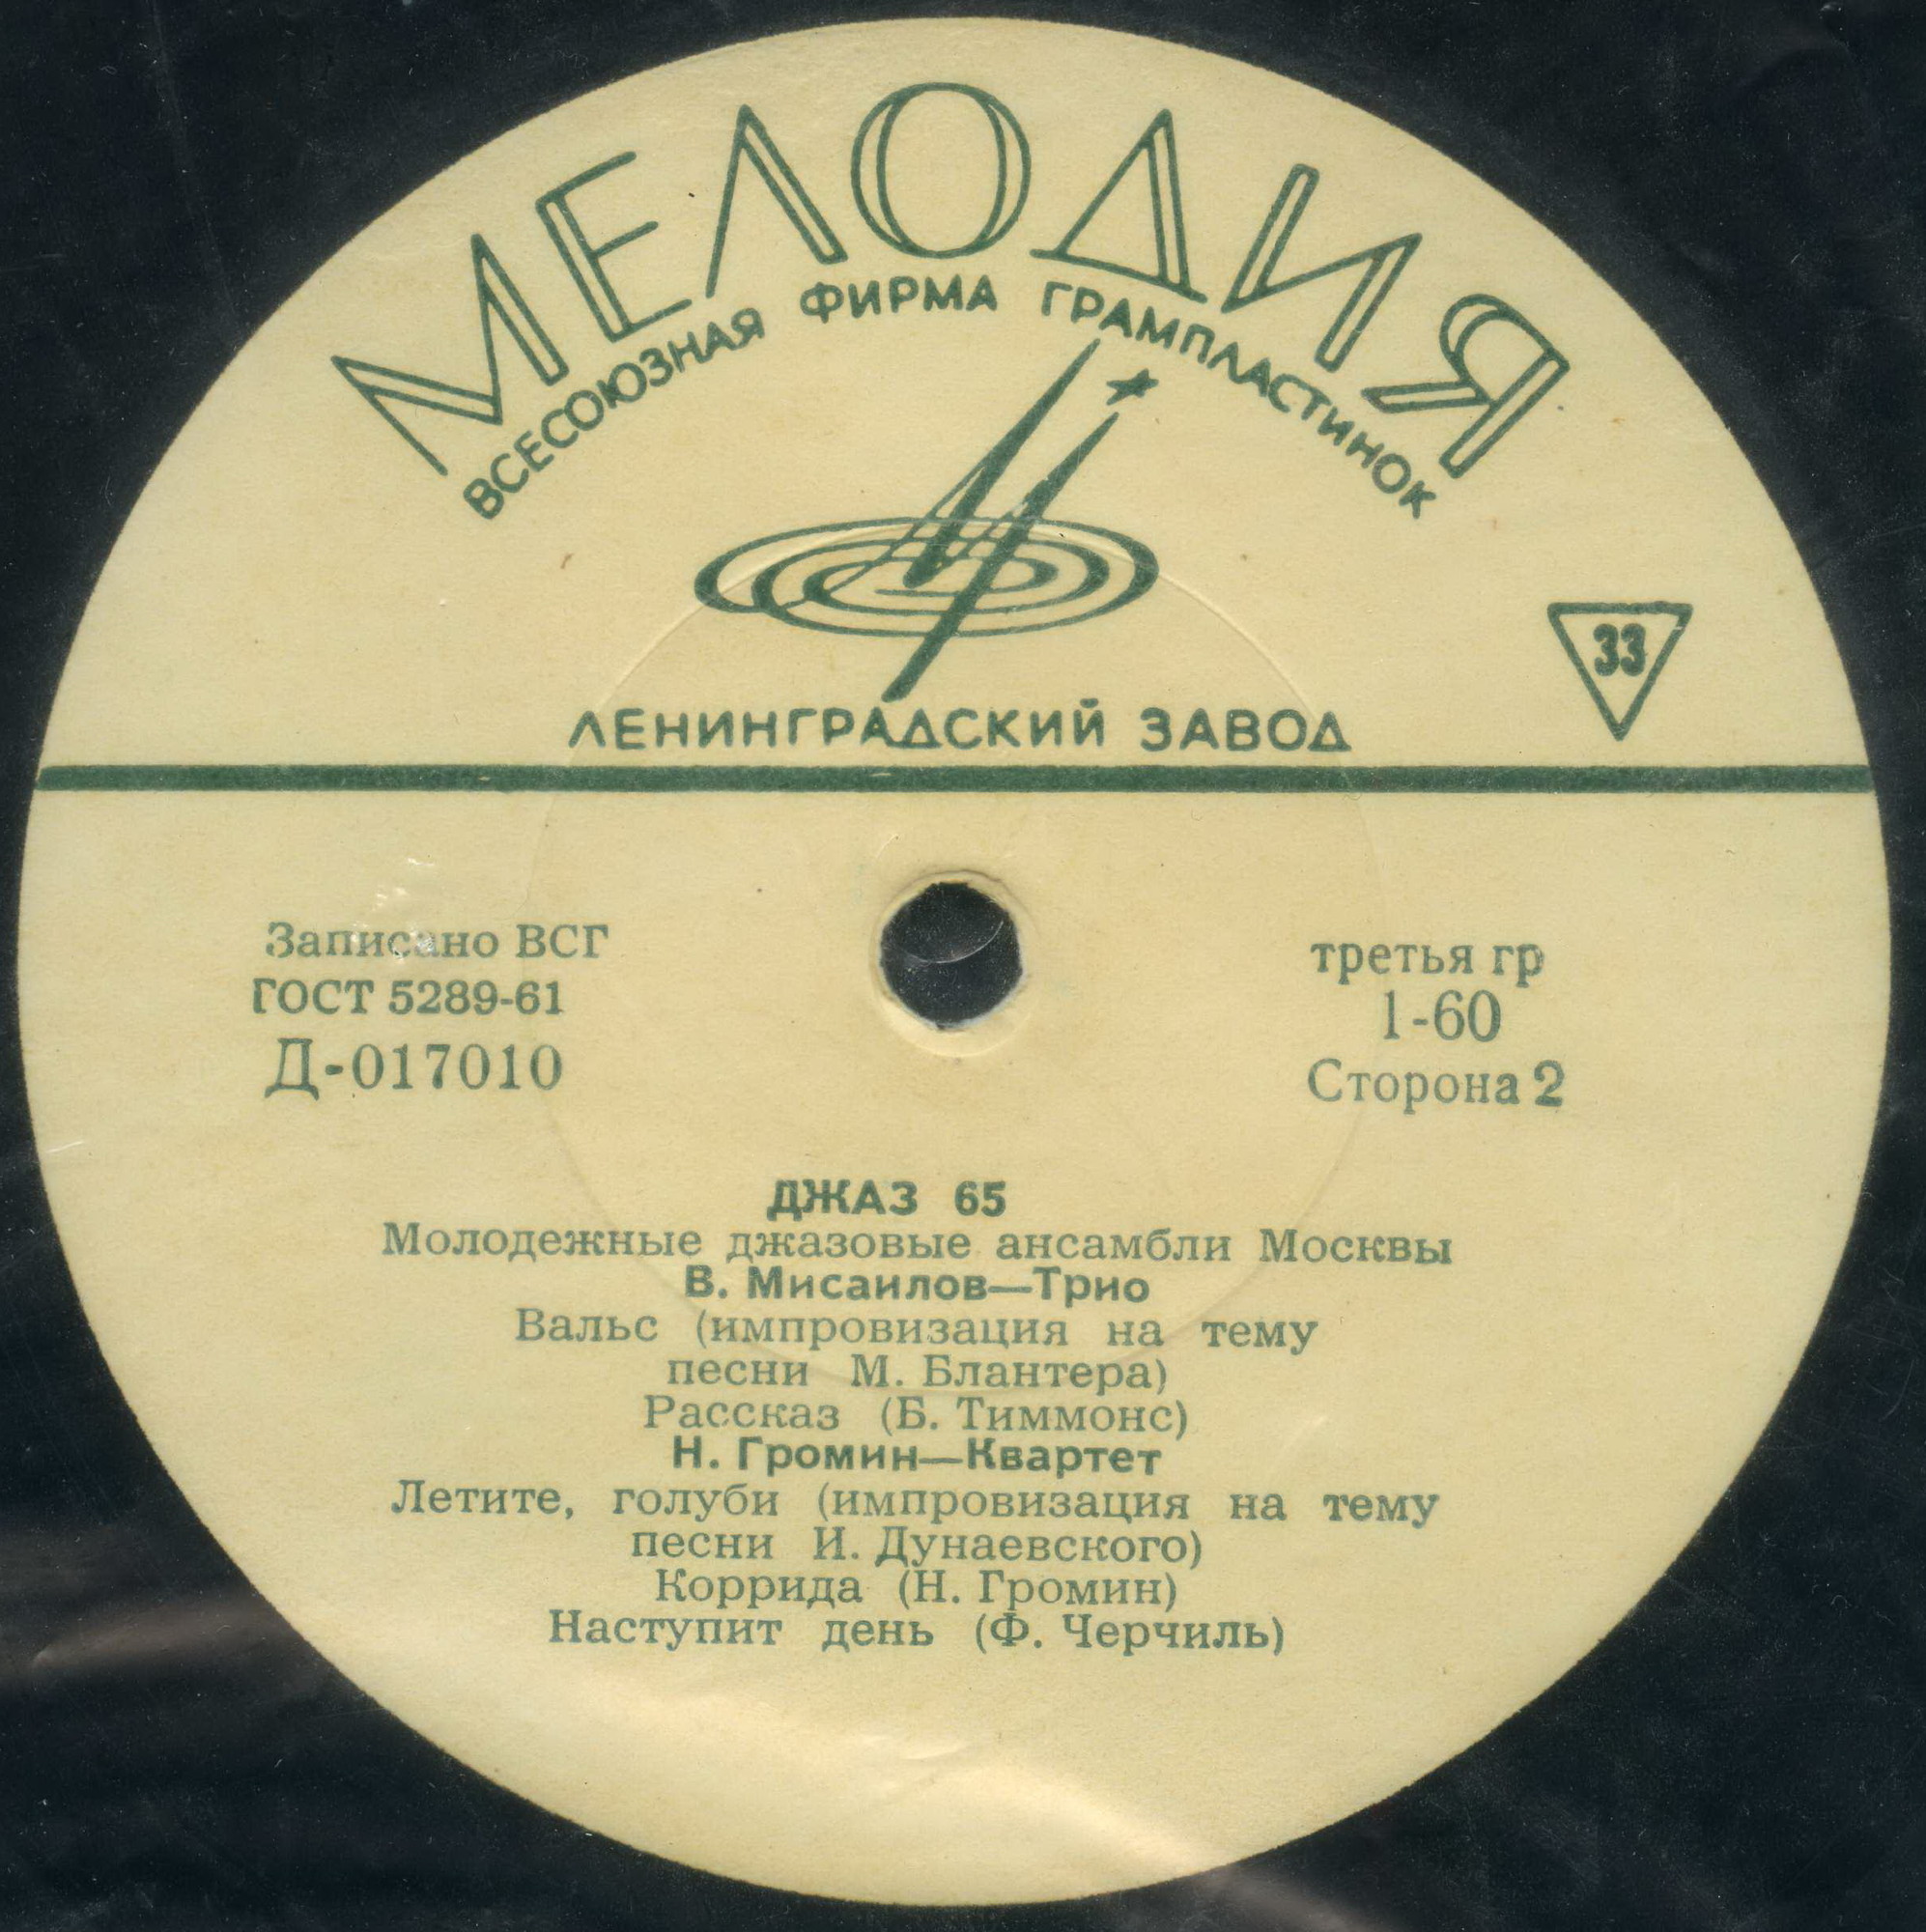 МЕЛОДИЯ
ВСЕСОЮЗНАЯ ФИРМА ГРАМПЛАСТИНОК
33
ЛЕНИНГРАДСКИЙ ЗАВОД
Записано ВСГ
ГОСТ 5289-61
Д-017010
третья гр
1-60
Сторона 2
ДЖАЗ 65
Молодежные джазовые ансамбли Москвы
В. Мисаилов—Трио
Вальс (импровизация на тему
песни М. Блантера)
Рассказ (Б. Тиммонс)
Н. Громин—Квартет
Летите, голуби (импровизация на тему
песни И. Дунаевского)
Коррида (Н. Громин)
Наступит день (Ф. Черчиль)